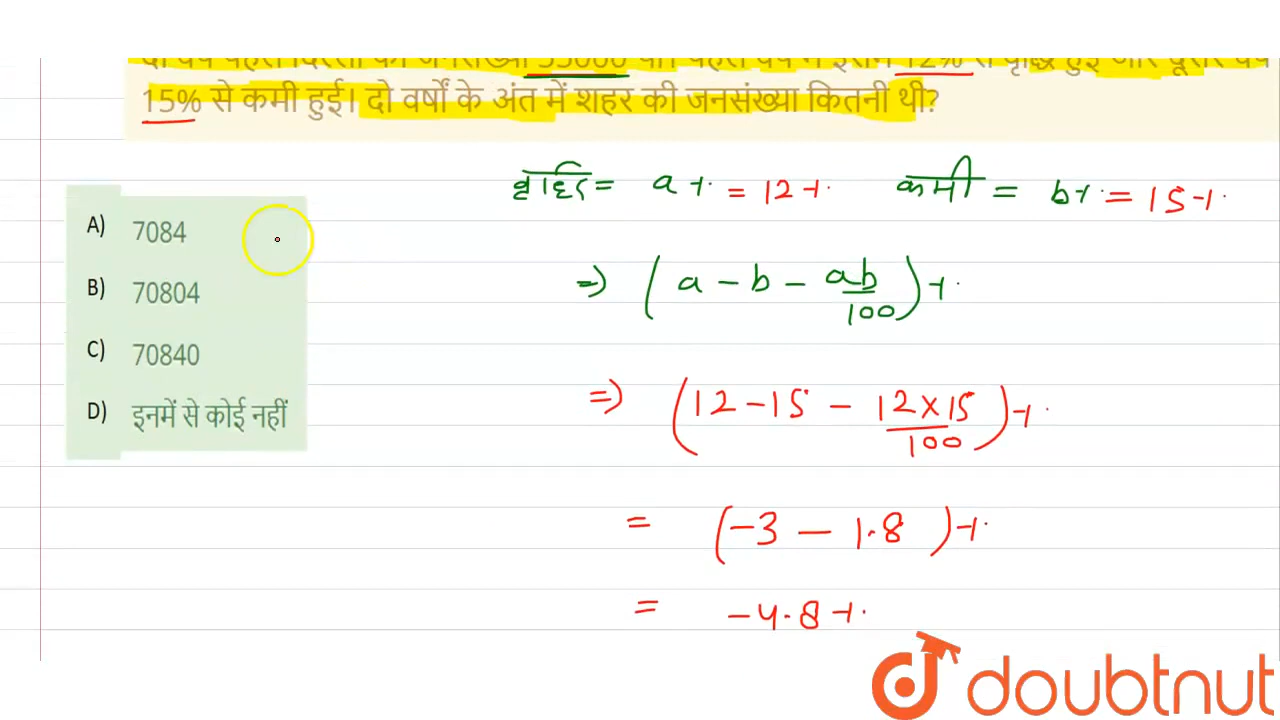 15% से कमी हुई। दो वर्षों के अंत में शहर की जनसंख्या कितनी थी?
वृद्धि = a% = 12% कमी = b% = 15%
A) 7084
⇒ (a - b - ab/100)%
B) 70804
C) 70840
⇒ (12 - 15 - 12×15/100)%
D) इनमें से कोई नहीं
= (-3 - 1.8)%
= -4.8%
doubtnut